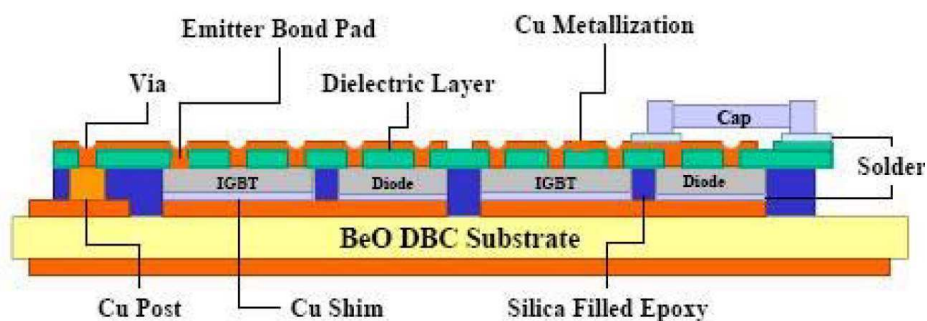 Emitter Bond Pad
Cu Metallization
Via
Dielectric Layer
Cap
Solder
IGBT
Diode
IGBT
Diode
BeO DBC Substrate
Cu Post
Cu Shim
Silica Filled Epoxy